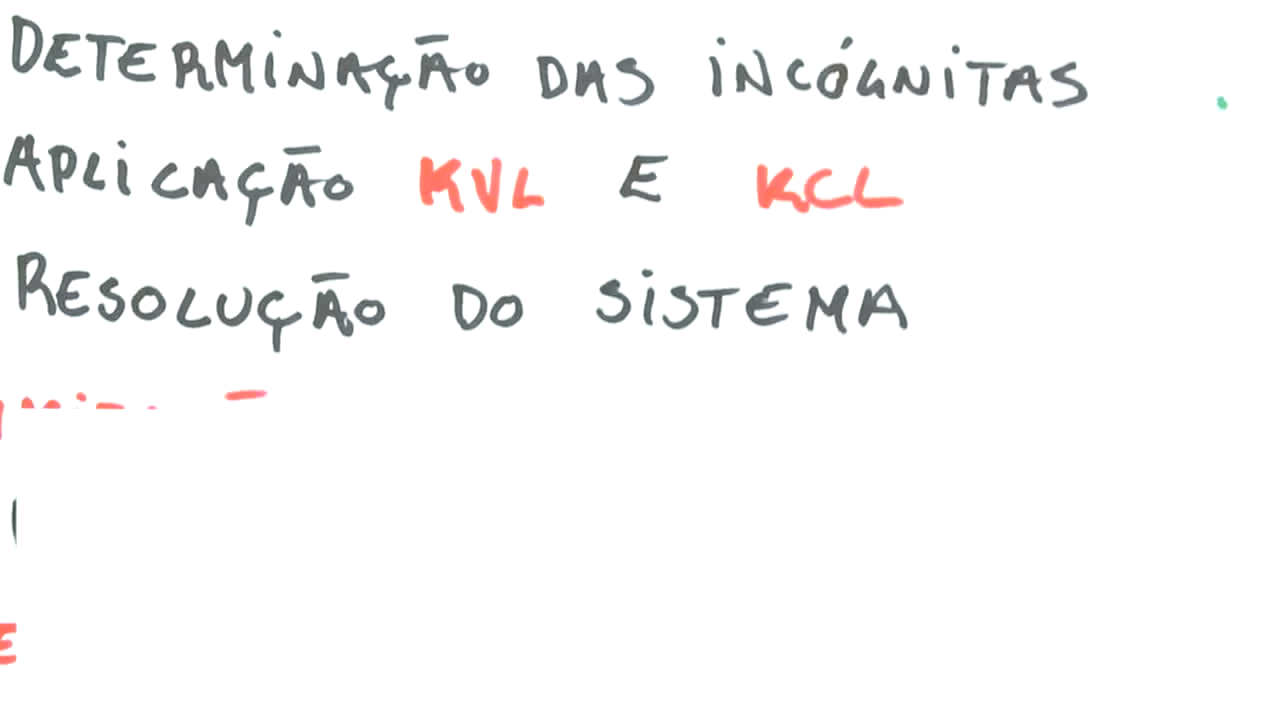 DETERMINAÇÃO DAS INCÓGNITAS
APLICAÇÃO KVL E KCL
RESOLUÇÃO DO SISTEMA